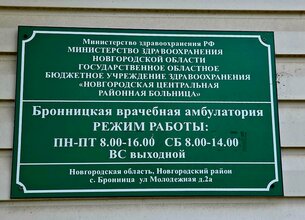 Министерство здравоохранения РФ
МИНИСТЕРСТВО ЗДРАВООХРАНЕНИЯ
НОВГОРОДСКОЙ ОБЛАСТИ
ГОСУДАРСТВЕННОЕ ОБЛАСТНОЕ
БЮДЖЕТНОЕ УЧРЕЖДЕНИЕ ЗДРАВООХРАНЕНИЯ
«НОВГОРОДСКАЯ ЦЕНТРАЛЬНАЯ
РАЙОННАЯ БОЛЬНИЦА»
Бронницкая врачебная амбулатория
РЕЖИМ РАБОТЫ:
ПН-ПТ 8.00-16.00 СБ 8.00-14.00
ВС выходной
Новгородская область, Новгородский район
с. Бронница ул Молодежная д.2а